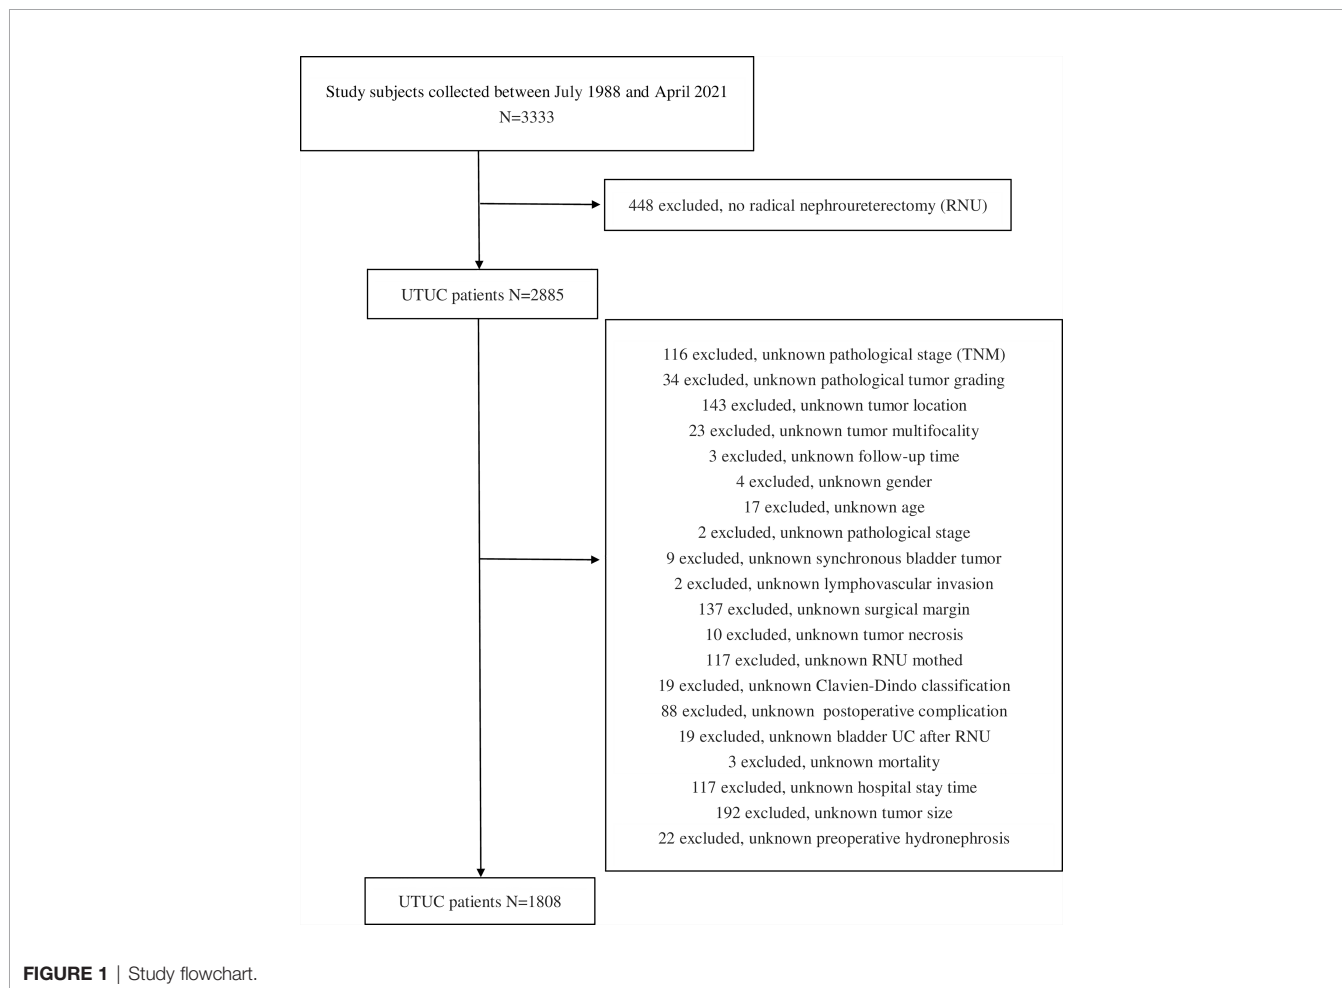 Study subjects collected between July 1988 and April 2021
N=3333
448 excluded, no radical nephroureterectomy (RNU)
UTUC patients N=2885
116 excluded, unknown pathological stage (TNM)
34 excluded, unknown pathological tumor grading
143 excluded, unknown tumor location
23 excluded, unknown tumor multifocality
3 excluded, unknown follow-up time
4 excluded, unknown gender
17 excluded, unknown age
2 excluded, unknown pathological stage
9 excluded, unknown synchronous bladder tumor
2 excluded, unknown lymphovascular invasion
137 excluded, unknown surgical margin
10 excluded, unknown tumor necrosis
117 excluded, unknown RNU mothed
19 excluded, unknown Clavien-Dindo classification
88 excluded, unknown  postoperative complication
19 excluded, unknown bladder UC after RNU
3 excluded, unknown mortality
117 excluded, unknown hospital stay time
192 excluded, unknown tumor size
22 excluded, unknown preoperative hydronephrosis
UTUC patients N=1808
FIGURE 1 | Study flowchart.